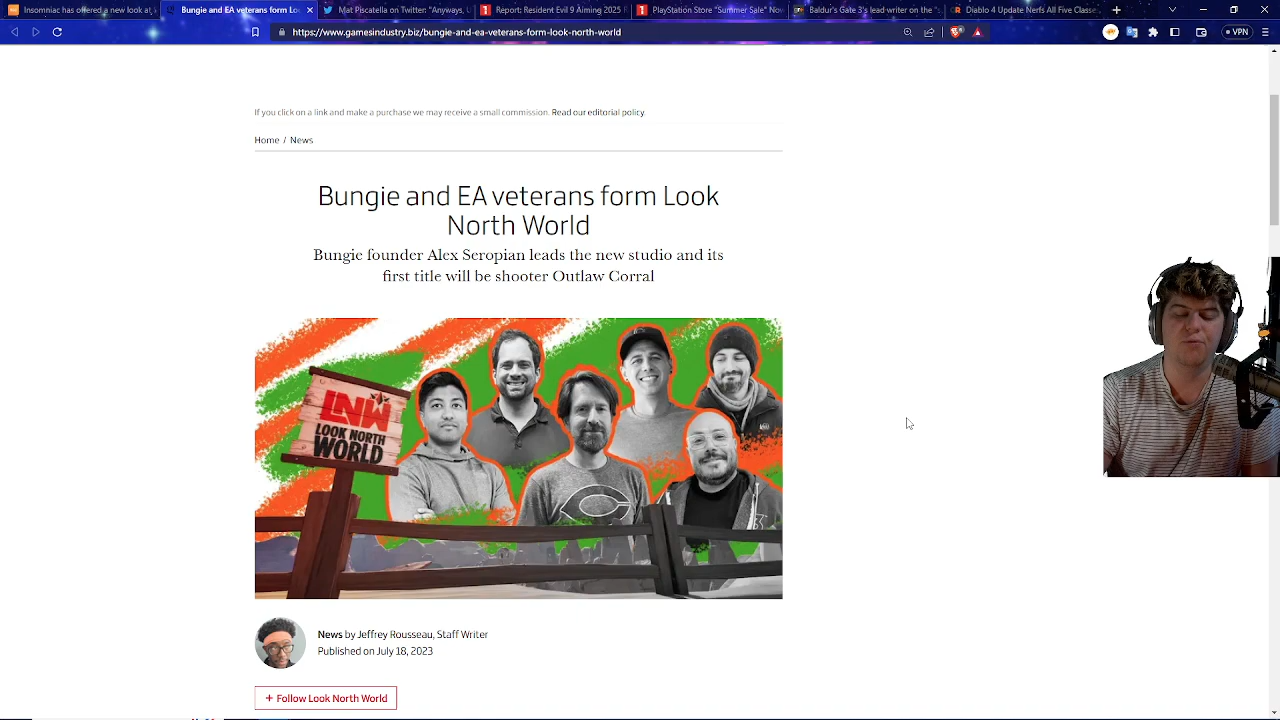 Insomniac has offered a new look at
Bungie and EA veterans form Loo
Mat Piscatella on Twitter: "Anyways,
Report: Resident Evil 9 Aiming 2025
PlayStation Store "Summer Sale" Now
Baldur's Gate 3's lead writer on the
Diablo 4 Update Nerfs All Five Classe
https://www.gamesindustry.biz/bungie-and-ea-veterans-form-look-north-world
VPN
If you click on a link and make a purchase we may receive a small commission. Read our editorial policy.
Home / News
Bungie and EA veterans form Look
North World
Bungie founder Alex Seropian leads the new studio and its
first title will be shooter Outlaw Corral
LNW
LOOK NORTH
WORLD
News by Jeffrey Rousseau, Staff Writer
Published on July 18, 2023
+ Follow Look North World